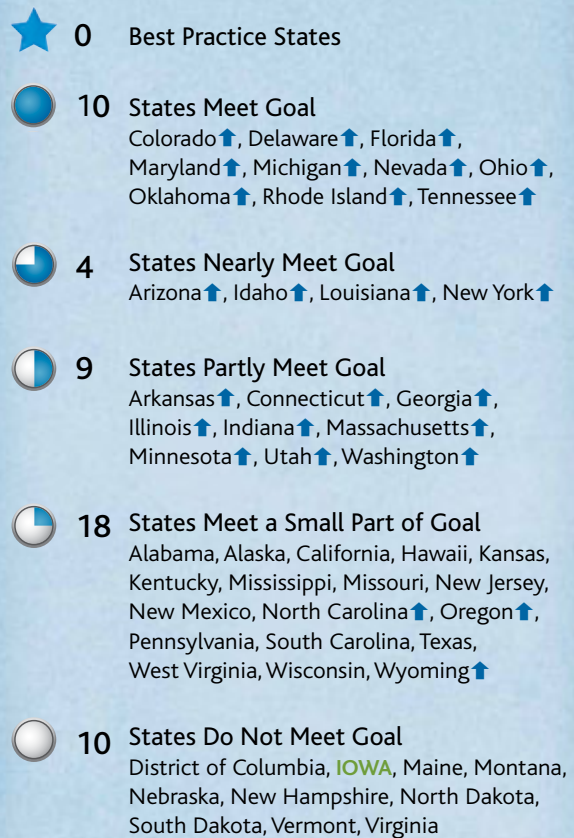 0 Best Practice States
10 States Meet Goal
Colorado⬆, Delaware⬆, Florida⬆,
Maryland⬆, Michigan⬆, Nevada⬆, Ohio⬆,
Oklahoma⬆, Rhode Island⬆, Tennessee⬆
4 States Nearly Meet Goal
Arizona⬆, Idaho⬆, Louisiana⬆, New York⬆
9 States Partly Meet Goal
Arkansas⬆, Connecticut⬆, Georgia⬆,
Illinois⬆, Indiana⬆, Massachusetts⬆,
Minnesota⬆, Utah⬆, Washington⬆
18 States Meet a Small Part of Goal
Alabama, Alaska, California, Hawaii, Kansas,
Kentucky, Mississippi, Missouri, New Jersey,
New Mexico, North Carolina⬆, Oregon⬆,
Pennsylvania, South Carolina, Texas,
West Virginia, Wisconsin, Wyoming⬆
10 States Do Not Meet Goal
District of Columbia, IOWA, Maine, Montana,
Nebraska, New Hampshire, North Dakota,
South Dakota, Vermont, Virginia